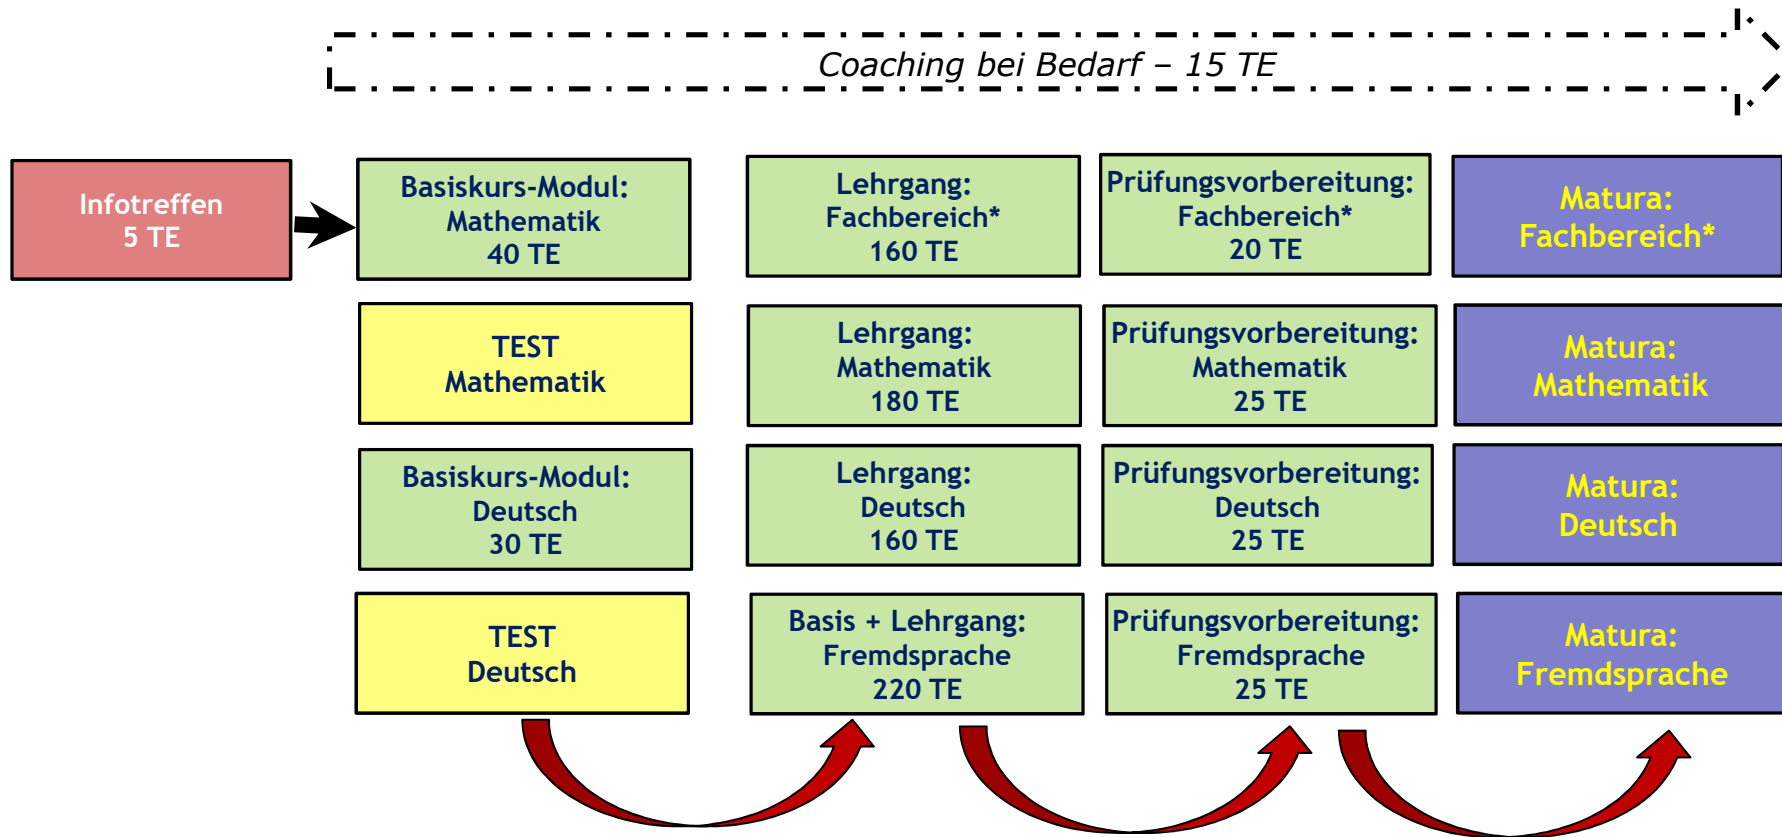 Coaching bei Bedarf – 15 TE
Infotreffen
5 TE
Basiskurs-Modul:
Mathematik
40 TE
Lehrgang:
Fachbereich*
160 TE
Prüfungsvorbereitung:
Fachbereich*
20 TE
Matura:
Fachbereich*
TEST
Mathematik
Lehrgang:
Mathematik
180 TE
Prüfungsvorbereitung:
Mathematik
25 TE
Matura:
Mathematik
Basiskurs-Modul:
Deutsch
30 TE
Lehrgang:
Deutsch
160 TE
Prüfungsvorbereitung:
Deutsch
25 TE
Matura:
Deutsch
TEST
Deutsch
Basis + Lehrgang:
Fremdsprache
220 TE
Prüfungsvorbereitung:
Fremdsprache
25 TE
Matura:
Fremdsprache